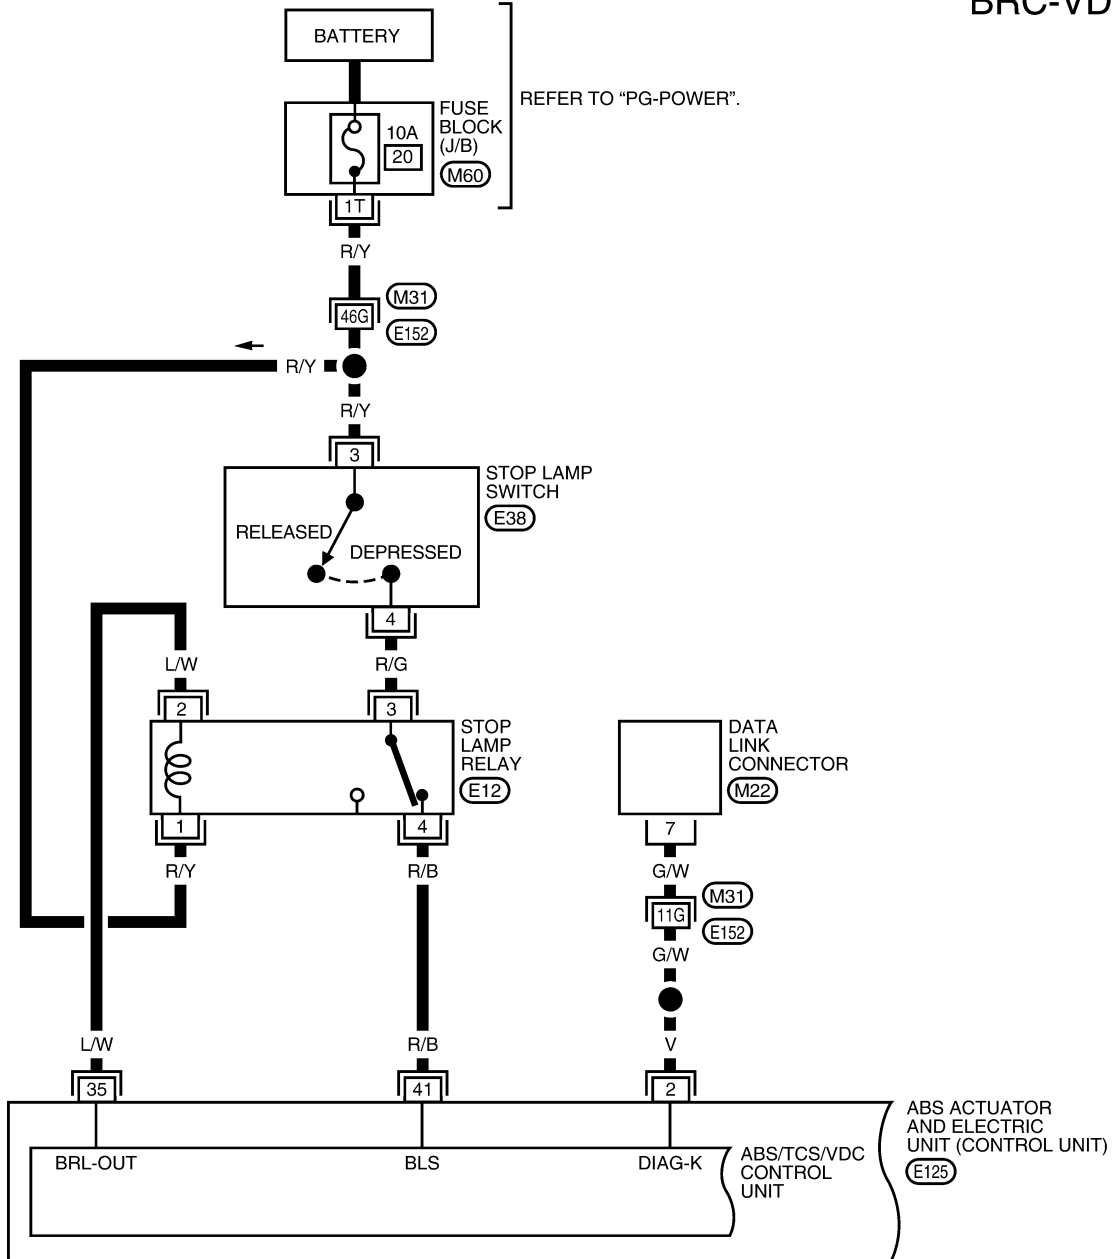 BRC-VD
BATTERY
REFER TO “PG-POWER”.
FUSE
BLOCK
(J/B)
M60
10A
20
1T
R/Y
M31
46G
E152
R/Y
R/Y
3
STOP LAMP
SWITCH
E38
RELEASED
DEPRESSED
4
L/W
R/G
2
3
STOP
LAMP
RELAY
E12
DATA
LINK
CONNECTOR
M22
1
4
7
R/Y
R/B
G/W
M31
11G
E152
G/W
L/W
R/B
V
35
41
2
ABS ACTUATOR
AND ELECTRIC
UNIT (CONTROL UNIT)
E125
BRL-OUT
BLS
DIAG-K
ABS/TCS/VDC
CONTROL
UNIT